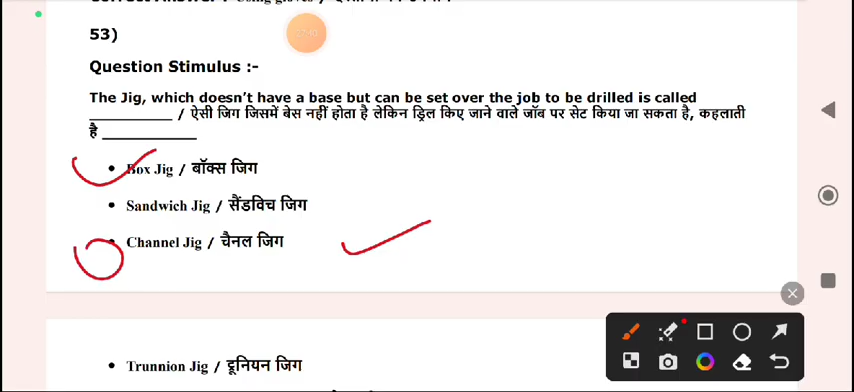 53)
Question Stimulus :-
The Jig, which doesn't have a base but can be set over the job to be drilled is called
____________ / ऐसी जिग जिसमें बेस नहीं होता है लेकिन ड्रिल किए जाने वाले जॉब पर सेट किया जा सकता है, कहलाती
है ______________
• Box Jig / बॉक्स जिग
• Sandwich Jig / सैंडविच जिग
• Channel Jig / चैनल जिग
• Trunnion Jig / ट्रूनियन जिग